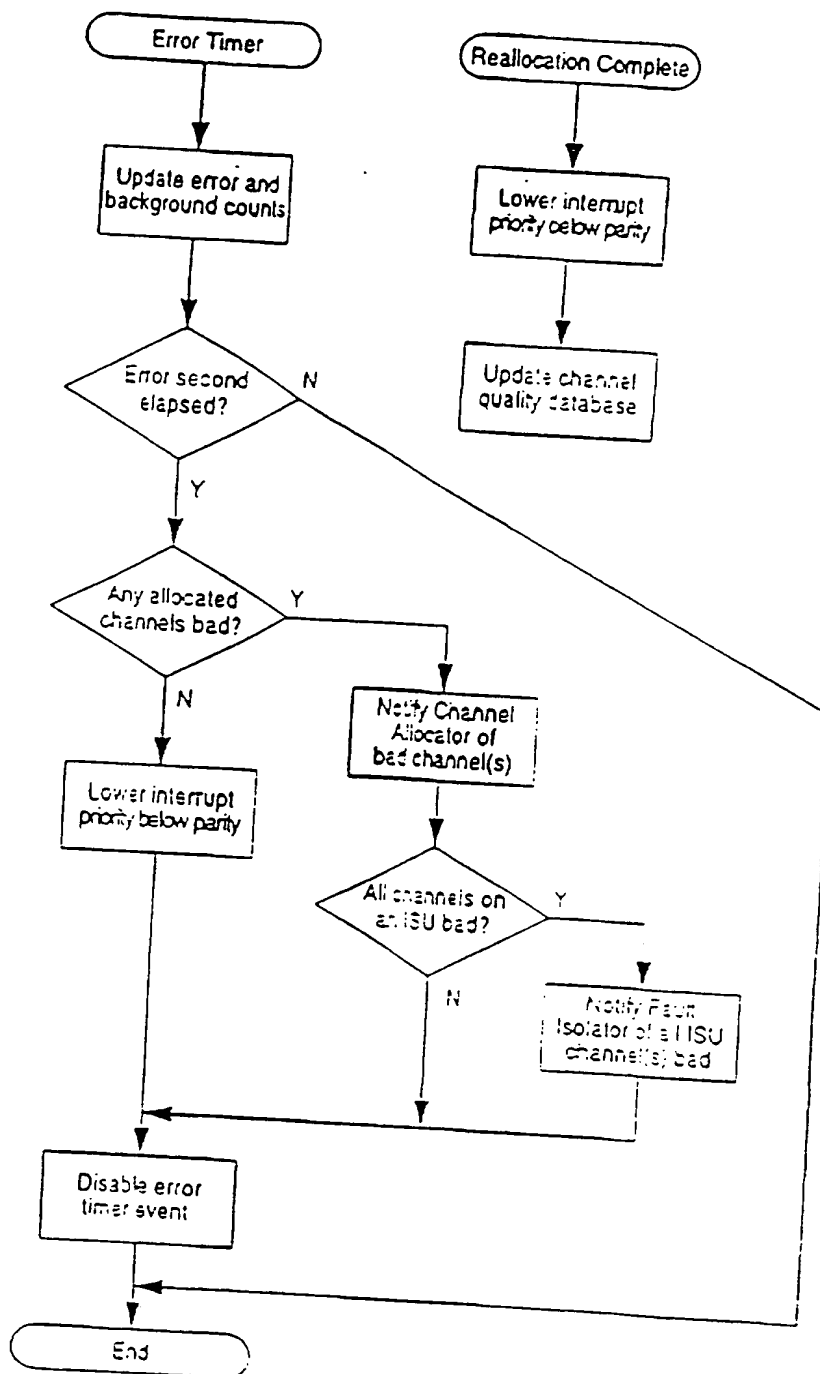 Error Timer
Reallocation Complete
Update error and
background counts
Lower interrupt
priority below parity
Error second
elapsed?
N
Update channel
quality database
Y
Any allocated
channels bad?
Y
N
Notify Channel
Allocator of
bad channel(s)
Lower interrupt
priority below parity
All channels on
an ISU bad?
Y
N
Notify Fault
Isolator of all ISU
channel(s) bad
Disable error
timer event
End